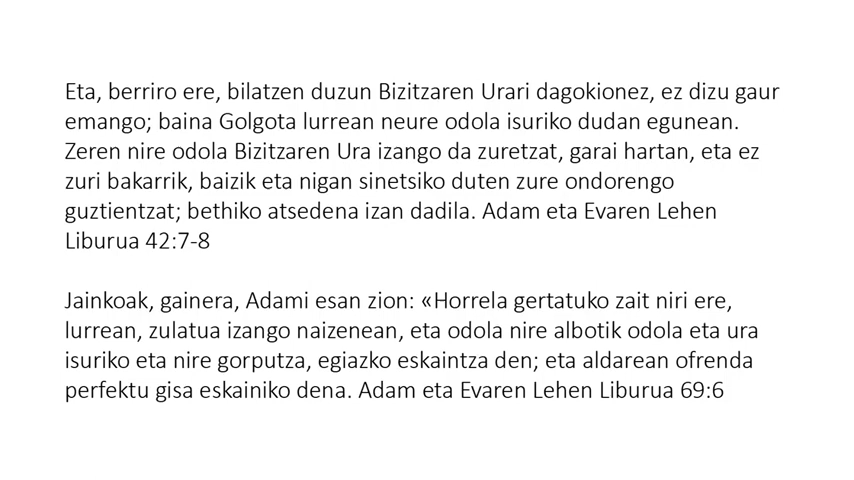 Eta, berriro ere, bilatzen duzun Bizitzaren Urari dagokionez, ez dizu gaur
emango; baina Golgota lurrean neure odola isuriko dudan egunean.
Zeren nire odola Bizitzaren Ura izango da zuretzat, garai hartan, eta ez
zuri bakarrik, baizik eta nigan sinetsiko duten zure ondorengo
guztientzat; bethiko atsedena izan dadila. Adam eta Evaren Lehen
Liburua 42:7-8
Jainkoak, gainera, Adami esan zion: «Horrela gertatuko zait niri ere,
lurrean, zulatua izango naizenean, eta odola nire albotik odola eta ura
isuriko eta nire gorputza, egiazko eskaintza den; eta aldarean ofrenda
perfektu gisa eskainiko dena. Adam eta Evaren Lehen Liburua 69:6